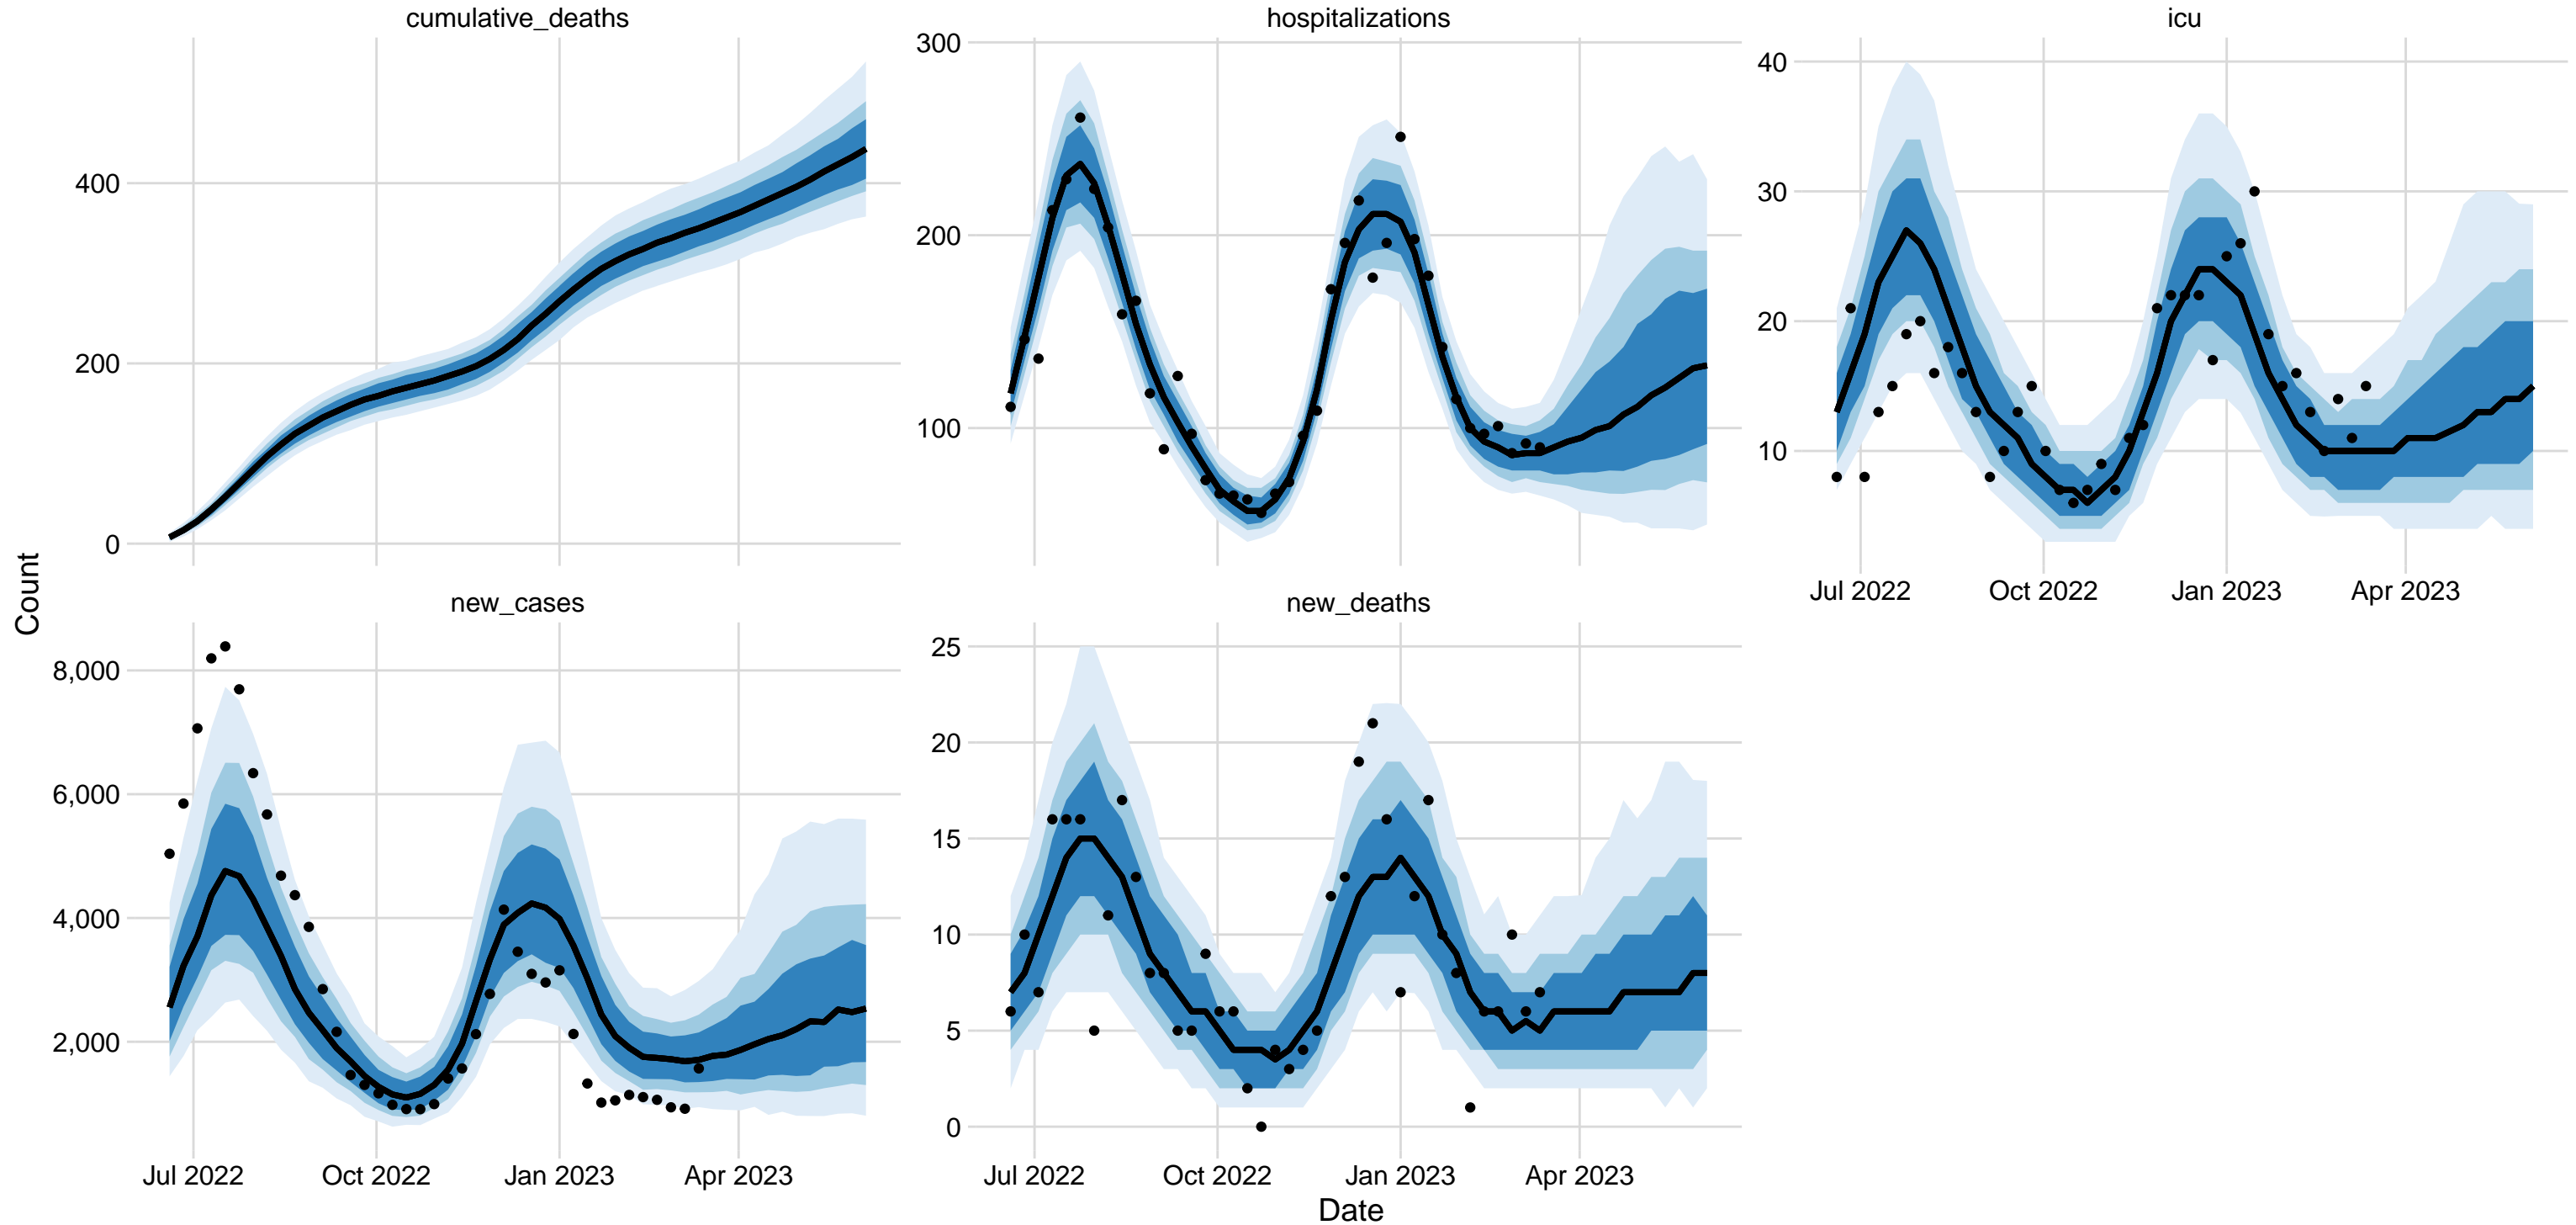 cumulative_deaths
hospitalizations
icu
Count
400
200
0
300
200
100
40
30
20
10
Jul 2022 Oct 2022 Jan 2023 Apr 2023
new_cases
new_deaths
8,000
6,000
4,000
2,000
Jul 2022 Oct 2022 Jan 2023 Apr 2023
25
20
15
10
5
0
Jul 2022 Oct 2022 Jan 2023 Apr 2023
Date